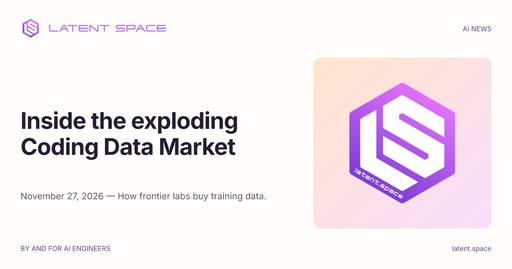 LATENT SPACE
AI NEWS
Inside the exploding
Coding Data Market
November 27, 2026 — How frontier labs buy training data.
latent.space
BY AND FOR AI ENGINEERS
latent.space